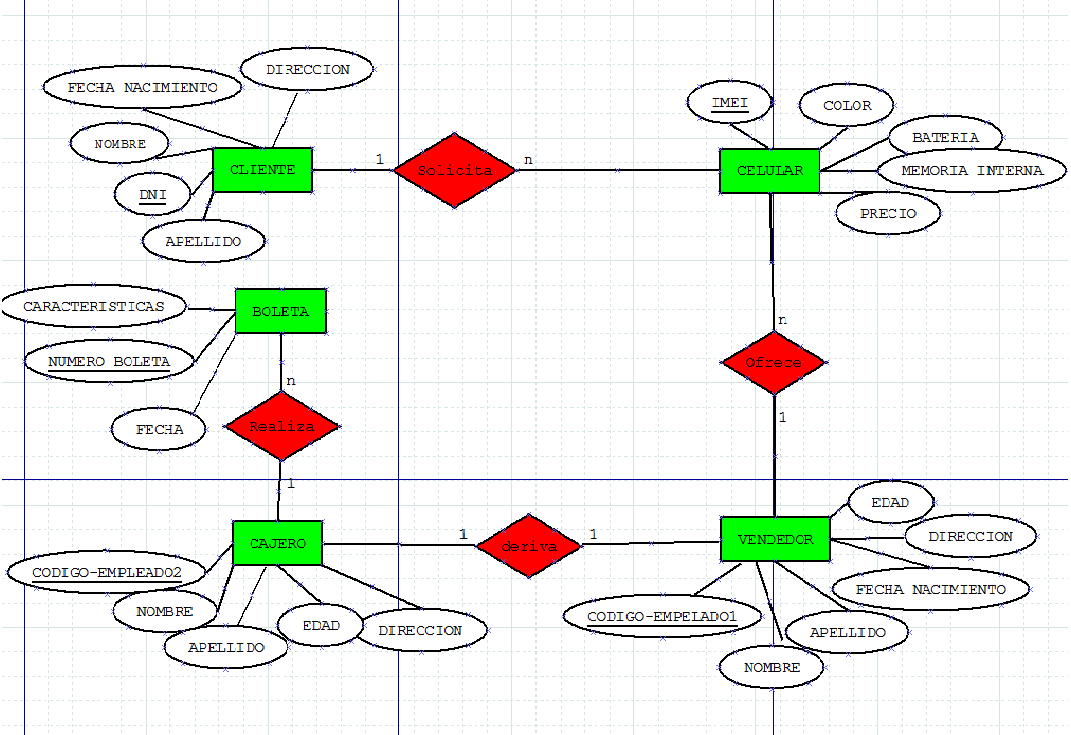 DIRECCION
FECHA NACIMIENTO
NOMBRE
DNI
APELLIDO
CLIENTE
1
Solicita
n
IMEI
COLOR
BATERIA
MEMORIA INTERNA
PRECIO
CELULAR
CARACTERISTICAS
BOLETA
NUMERO BOLETA
FECHA
n
Realiza
1
n
Ofrece
1
CAJERO
1
deriva
1
VENDEDOR
EDAD
DIRECCION
FECHA NACIMIENTO
APELLIDO
NOMBRE
CODIGO-EMPELADO1
CODIGO-EMPLEADO2
NOMBRE
APELLIDO
EDAD
DIRECCION